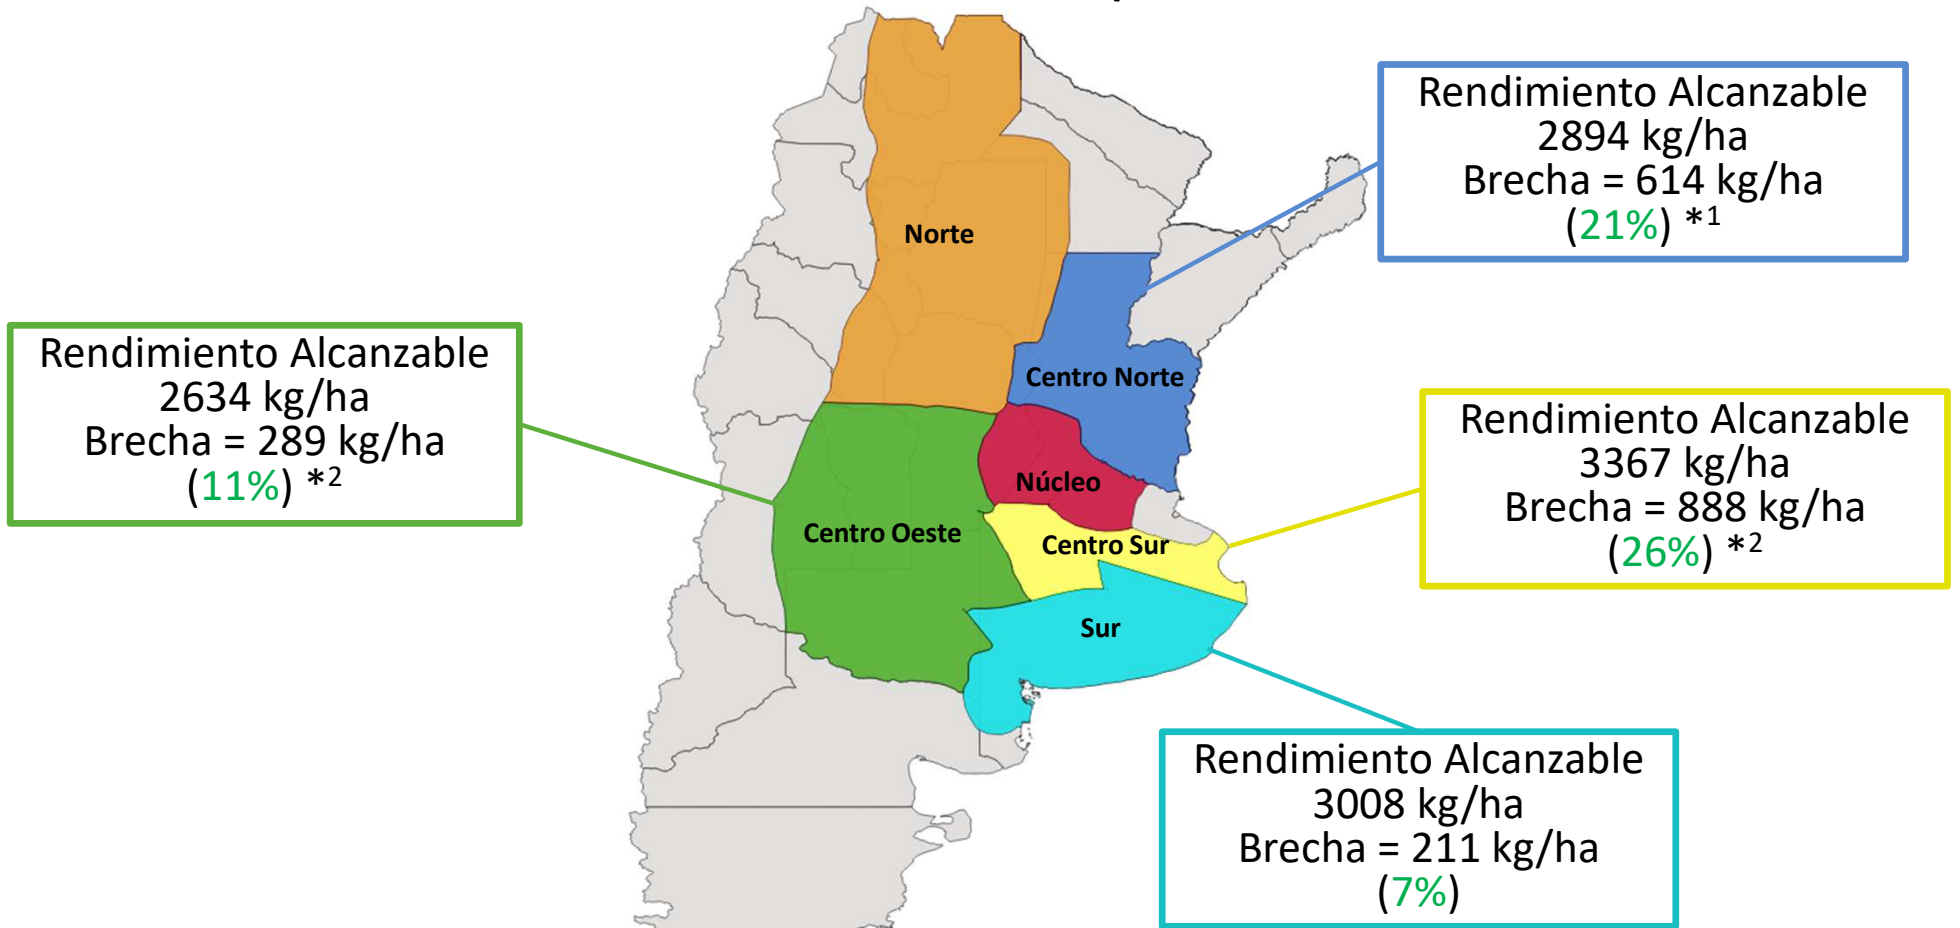 Rendimiento Alcanzable
2894 kg/ha
Brecha = 614 kg/ha
(21%) *1
Norte
Rendimiento Alcanzable
2634 kg/ha
Brecha = 289 kg/ha
(11%) *2
Centro Norte
Rendimiento Alcanzable
3367 kg/ha
Brecha = 888 kg/ha
(26%) *2
Núcleo
Centro Oeste
Centro Sur
Sur
Rendimiento Alcanzable
3008 kg/ha
Brecha = 211 kg/ha
(7%)